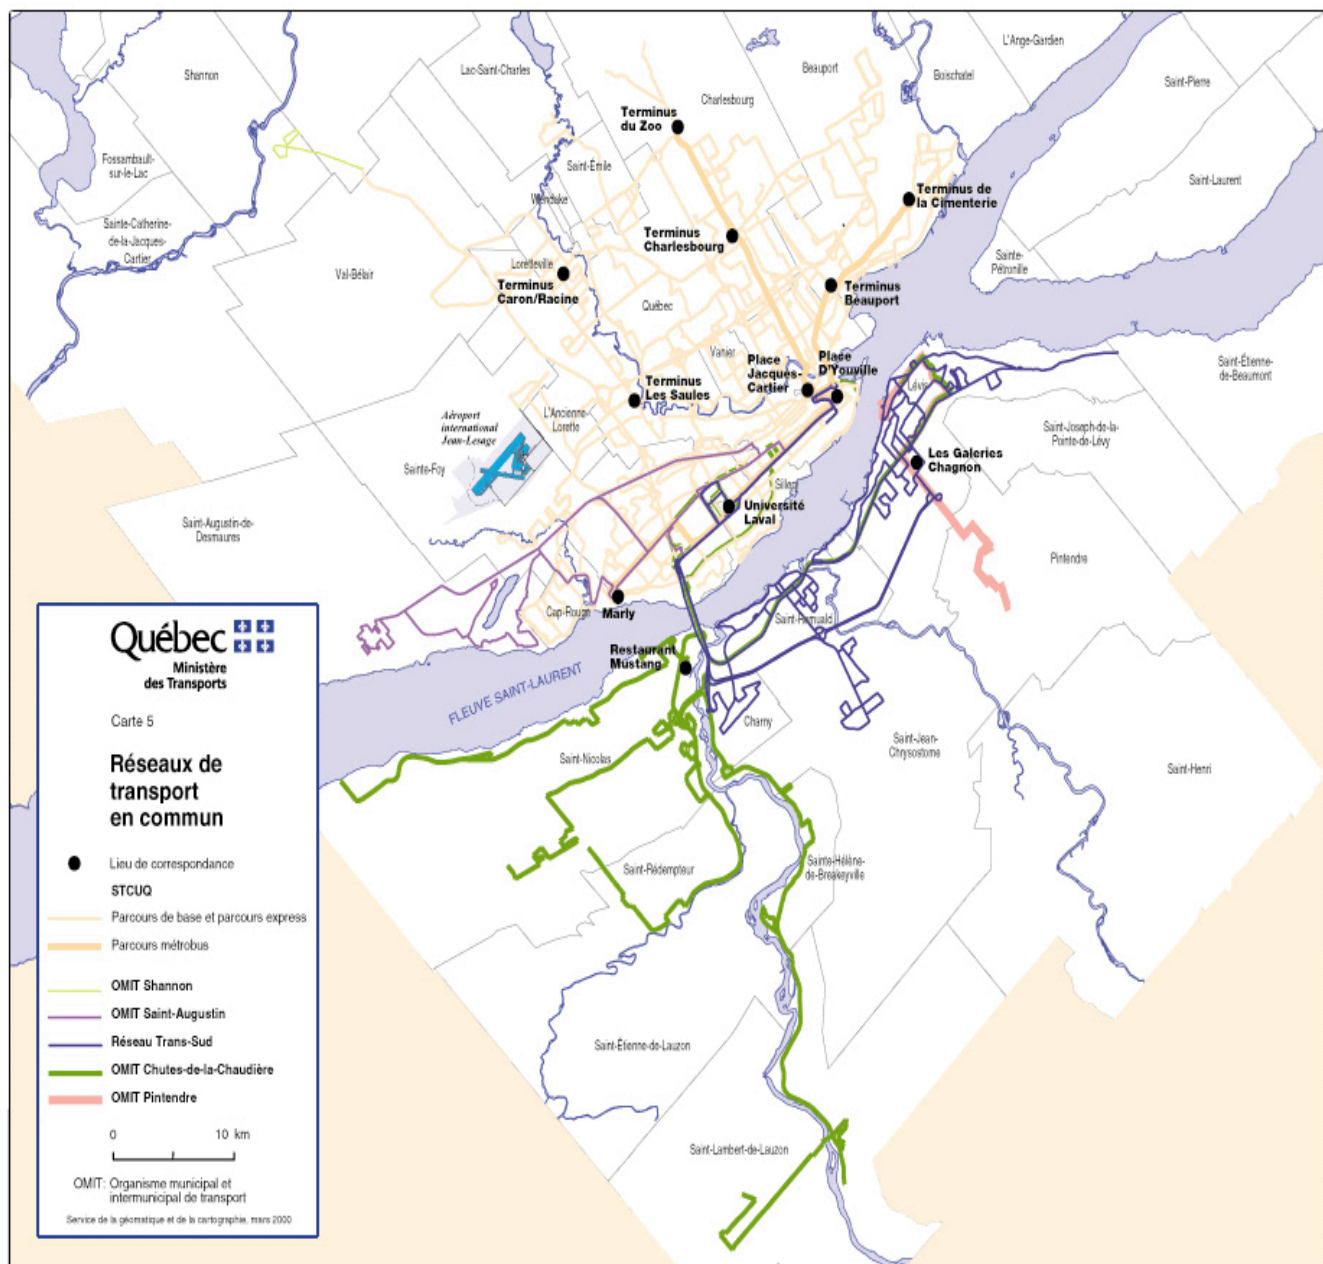 Shannon
Lac-Saint-Charles
Beauport
L'Ange-Gardien
Boischatel
Saint-Pierre
Charlesbourg
Terminus
du Zoo
Fossambault-
sur-le-Lac
Saint-Émile
Saint-Laurent
Wendake
Terminus de
la Cimenterie
Sainte-Catherine-
de-la-Jacques-
Cartier
Terminus
Charlesbourg
Sainte-
Pétronille
Val-Bélair
Loretteville
Terminus
Caron/Racine
Terminus
Beauport
Québec
Vanier
Place
Jacques-
Cartier
Place
D'Youville
Saint-Étienne-
de-Beaumont
Terminus
Les Saules
Lévis
Aéroport
international
Jean-Lesage
L'Ancienne-
Lorette
Saint-Joseph-de-la-
Pointe-de-Lévy
Les Galeries
Chagnon
Sainte-Foy
Sillery
Université
Laval
Saint-Augustin-de-
Desmaures
Pintendre
Cap-Rouge
Marly
Saint-Romuald
Restaurant
Mustang
FLEUVE SAINT-LAURENT
Charny
Saint-Jean-
Chrysostome
Saint-Nicolas
Saint-Henri
Saint-Rédempteur
Sainte-Hélène-
de-Breakeyville
Saint-Étienne-de-Lauzon
Saint-Lambert-de-Lauzon
Québec
Ministère
des Transports
Carte 5
Réseaux de
transport
en commun
Lieu de correspondance
STCUQ
Parcours de base et parcours express
Parcours métrobus
OMIT Shannon
OMIT Saint-Augustin
Réseau Trans-Sud
OMIT Chutes-de-la-Chaudière
OMIT Pintendre
0 10 km
OMIT: Organisme municipal et
intermunicipal de transport
Service de la géomatique et de la cartographie, mars 2000